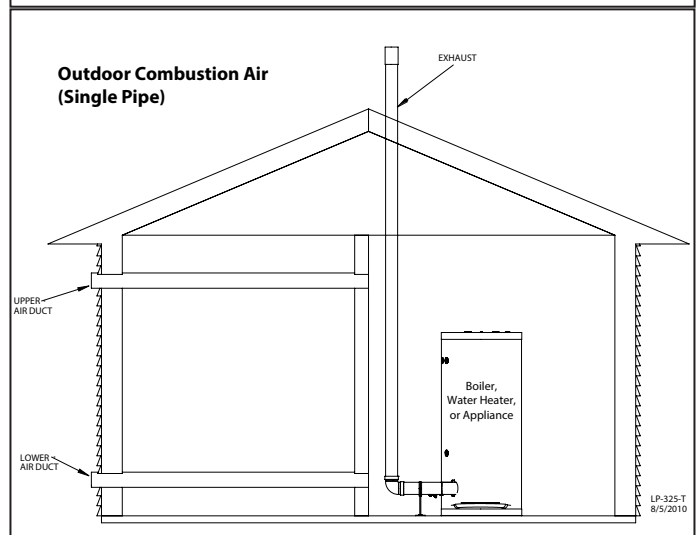 Outdoor Combustion Air
(Single Pipe)
EXHAUST
UPPER
AIR DUCT
Boiler,
Water Heater,
or Appliance
LOWER
AIR DUCT
LP-325-T
8/5/2010